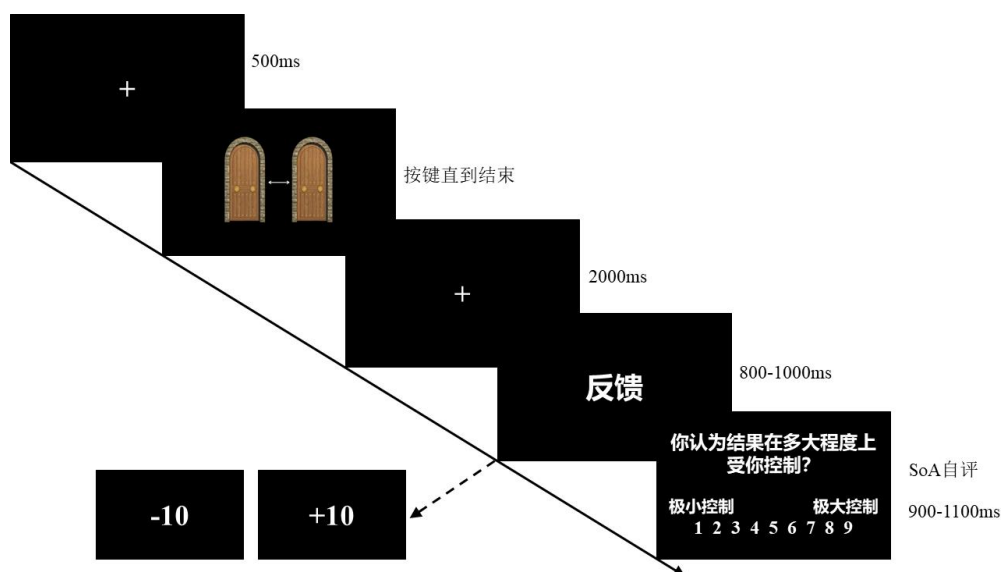 +
500ms
按键直到结束
+
2000ms
反馈
800-1000ms
你认为结果在多大程度上
受你控制？
极小控制 极大控制
1 2 3 4 5 6 7 8 9
SoA自评
900-1100ms
-10
+10